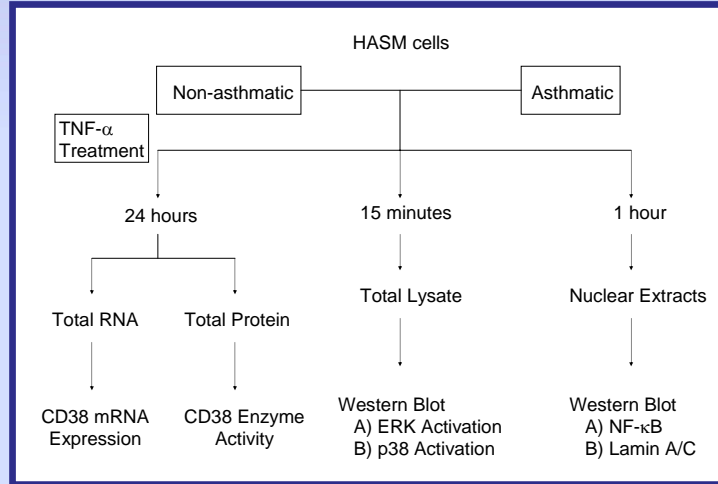 HASM cells
Non-asthmatic
Asthmatic
TNF-α
Treatment
24 hours
15 minutes
1 hour
Total RNA
Total Protein
Total Lysate
Nuclear Extracts
CD38 mRNA
Expression
CD38 Enzyme
Activity
Western Blot
A) ERK Activation
B) p38 Activation
Western Blot
A) NF-κB
B) Lamin A/C